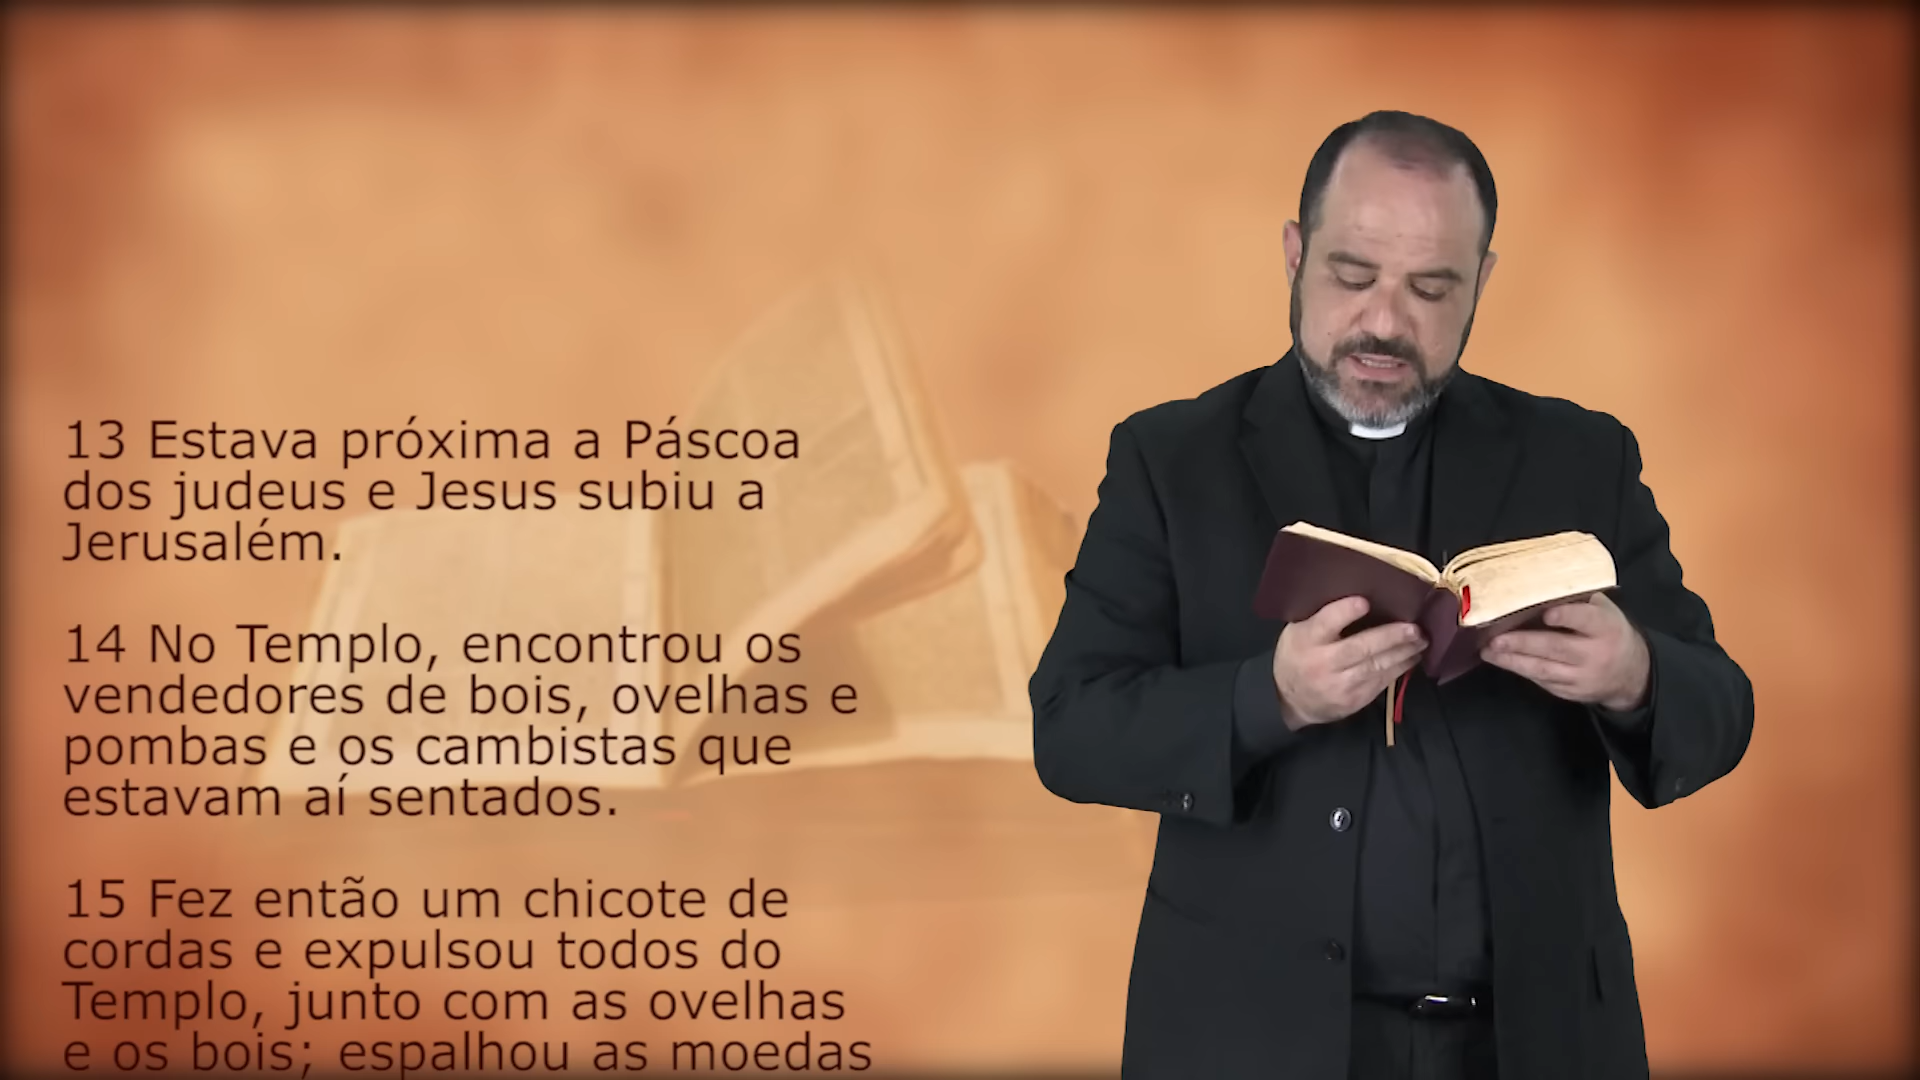 13 Estava próxima a Páscoa
dos judeus e Jesus subiu a
Jerusalém.
14 No Templo, encontrou os
vendedores de bois, ovelhas e
pombas e os cambistas que
estavam aí sentados.
15 Fez então um chicote de
cordas e expulsou todos do
Templo, junto com as ovelhas
e os bois; espalhou as moedas